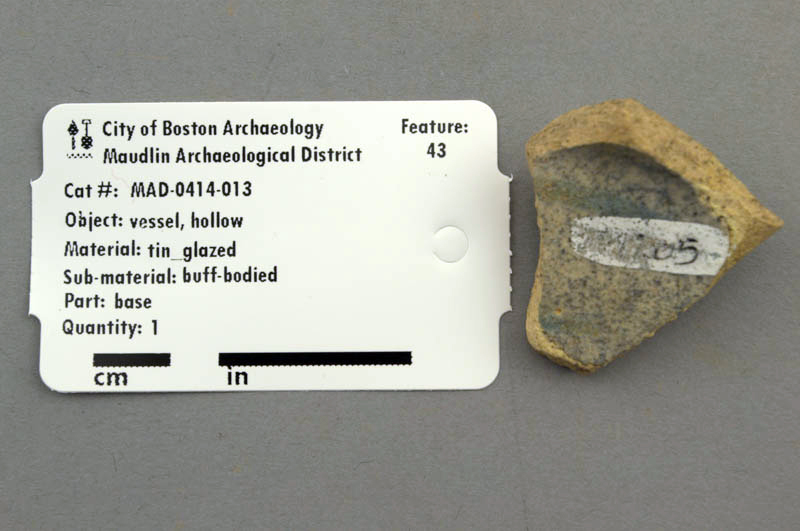 City of Boston Archaeology
Maudlin Archaeological District
Feature:
43
Cat #: MAD-0414-013
Object: vessel, hollow
Material: tin_glazed
Sub-material: buff-bodied
Part: base
Quantity: 1
cm
in